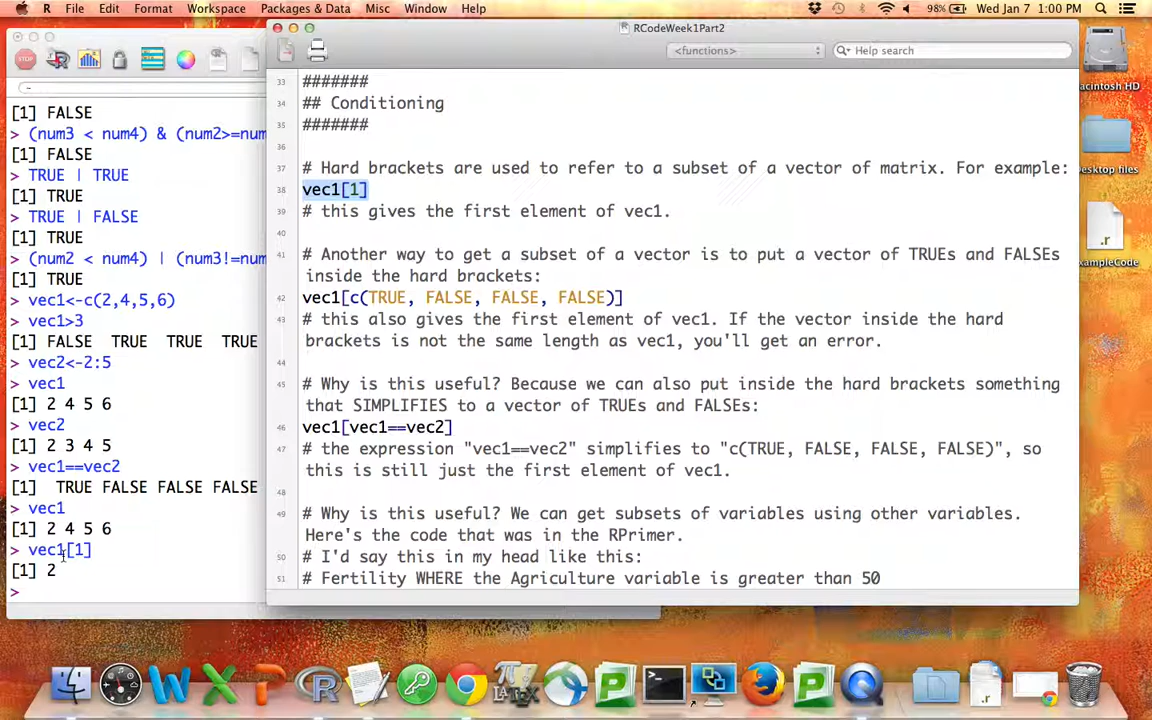 R File Edit Format Workspace Packages & Data Misc Window Help 98% Wed Jan 7 1:00 PM
RCodeWeek1Part2
<functions> Help search
STOP
[1] FALSE
> (num3 < num4) & (num2>=num
[1] FALSE
> TRUE | TRUE
[1] TRUE
> TRUE | FALSE
[1] TRUE
> (num2 < num4) | (num3!=num
[1] TRUE
> vec1<-c(2,4,5,6)
> vec1>3
[1] FALSE TRUE TRUE TRUE
> vec2<-2:5
> vec1
[1] 2 4 5 6
> vec2
[1] 2 3 4 5
> vec1==vec2
[1] TRUE FALSE FALSE FALSE
> vec1
[1] 2 4 5 6
> vec1[1]
[1] 2
>
33 #######
34 ## Conditioning
35 #######
36
37 # Hard brackets are used to refer to a subset of a vector of matrix. For example:
38 vec1[1]
39 # this gives the first element of vec1.
40
41 # Another way to get a subset of a vector is to put a vector of TRUEs and FALSEs
inside the hard brackets:
42 vec1[c(TRUE, FALSE, FALSE, FALSE)]
43 # this also gives the first element of vec1. If the vector inside the hard
brackets is not the same length as vec1, you'll get an error.
44
45 # Why is this useful? Because we can also put inside the hard brackets something
that SIMPLIFIES to a vector of TRUEs and FALSEs:
46 vec1[vec1==vec2]
47 # the expression "vec1==vec2" simplifies to "c(TRUE, FALSE, FALSE, FALSE)", so
this is still just the first element of vec1.
48
49 # Why is this useful? We can get subsets of variables using other variables.
Here's the code that was in the RPrimer.
50 # I'd say this in my head like this:
51 # Fertility WHERE the Agriculture variable is greater than 50
acintosh HD
esktop files
.r
xampleCode
W X P R LATEX P P .r